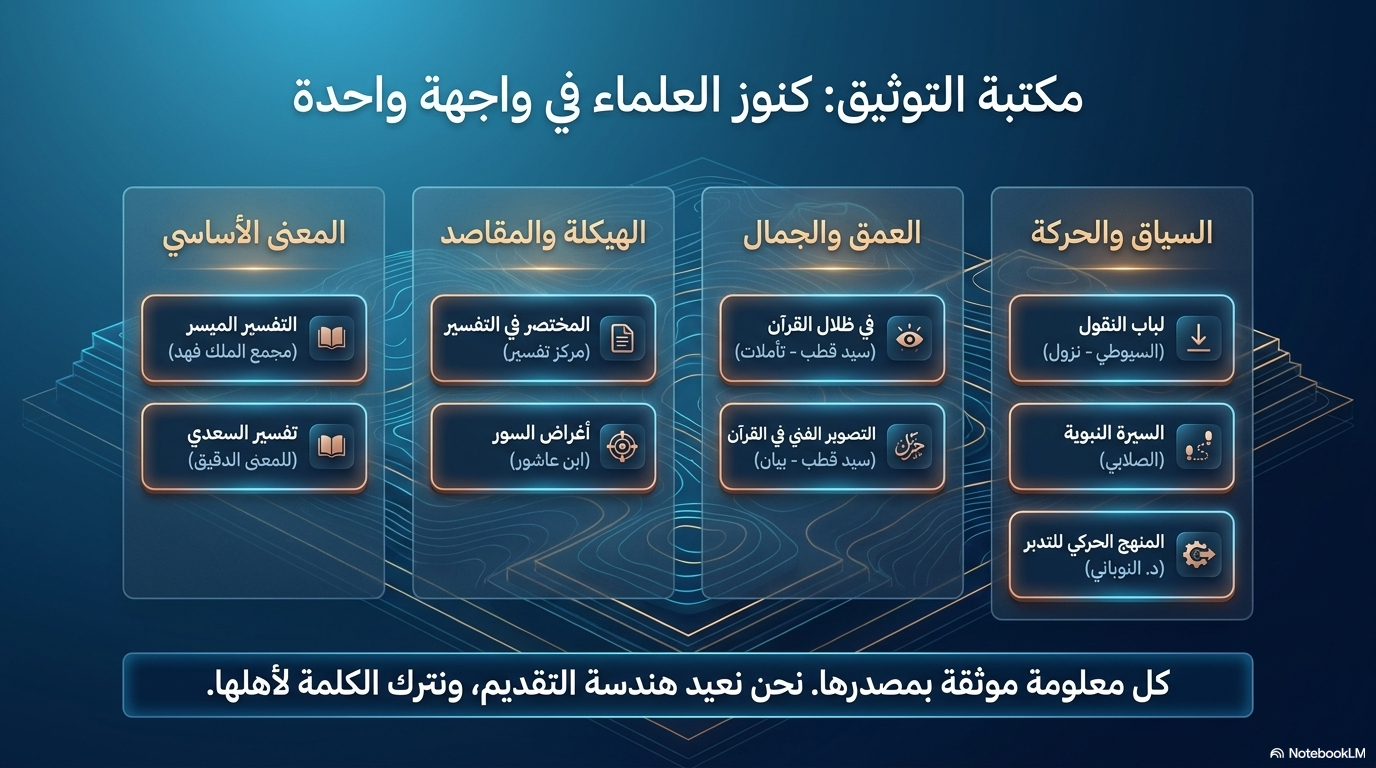 مكتبة التوثيق: كنوز العلماء في واجهة واحدة
السياق والحركة
لباب النقول
(السيوطي - نزول)
السيرة النبوية
(الصلابي)
المنهج الحركي للتدبر
(د. النوباني)
العمق والجمال
في ظلال القرآن
(سيد قطب - تأملات)
التصوير الفني في القرآن
(سيد قطب - بيان)
الهيكلة والمقاصد
المختصر في التفسير
(مركز تفسير)
أغراض السور
(ابن عاشور)
المعنى الأساسي
التفسير الميسر
(مجمع الملك فهد)
تفسير السعدي
(للمعنى الدقيق)
كل معلومة موثقة بمصدرها. نحن نعيد هندسة التقديم، ونترك الكلمة لأهلها.
NotebookLM